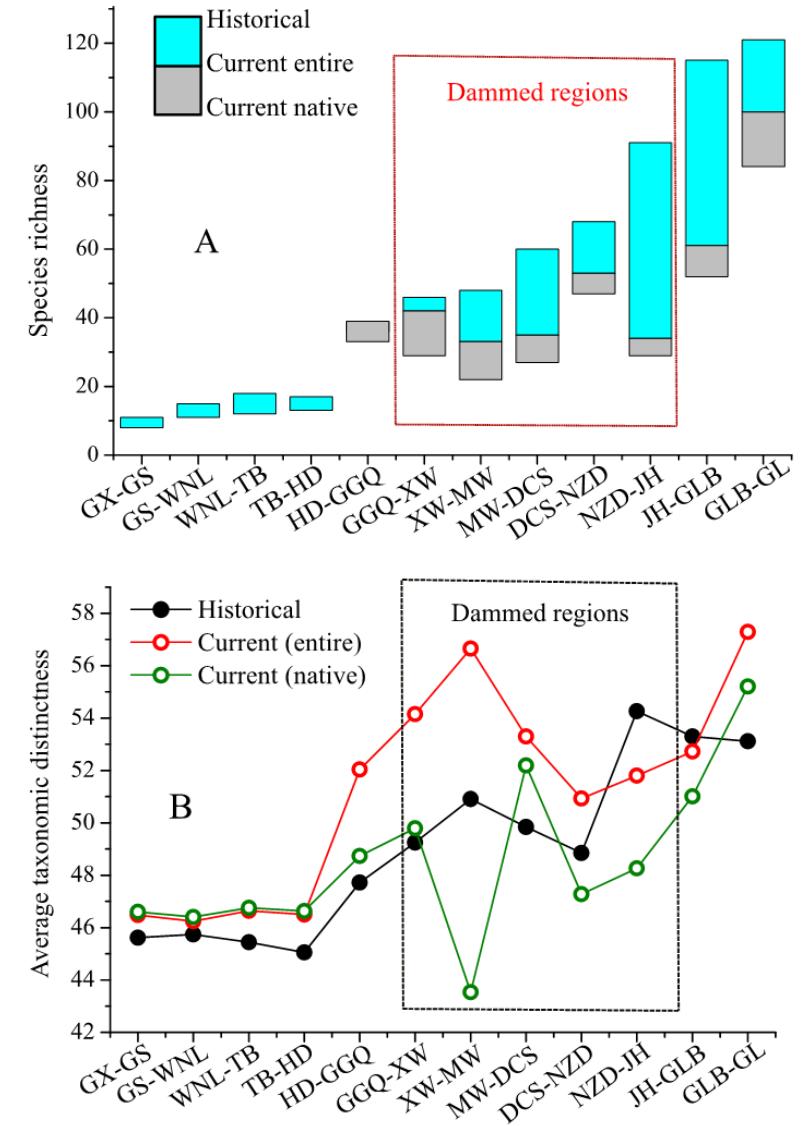 Historical
Current entire
Current native
Dammed regions
A
Species richness
120
100
80
60
40
20
0
GX-GS
GS-WNL
WNL-TB
TB-HD
HD-GGQ
GGQ-XW
XW-MW
MW-DCS
DCS-NZD
NZD-JH
JH-GLB
GLB-GL
Historical
Current (entire)
Current (native)
Dammed regions
B
Average taxonomic distinctness
58
56
54
52
50
48
46
44
42
GX-GS
GS-WNL
WNL-TB
TB-HD
HD-GGQ
GGQ-XW
XW-MW
MW-DCS
DCS-NZD
NZD-JH
JH-GLB
GLB-GL